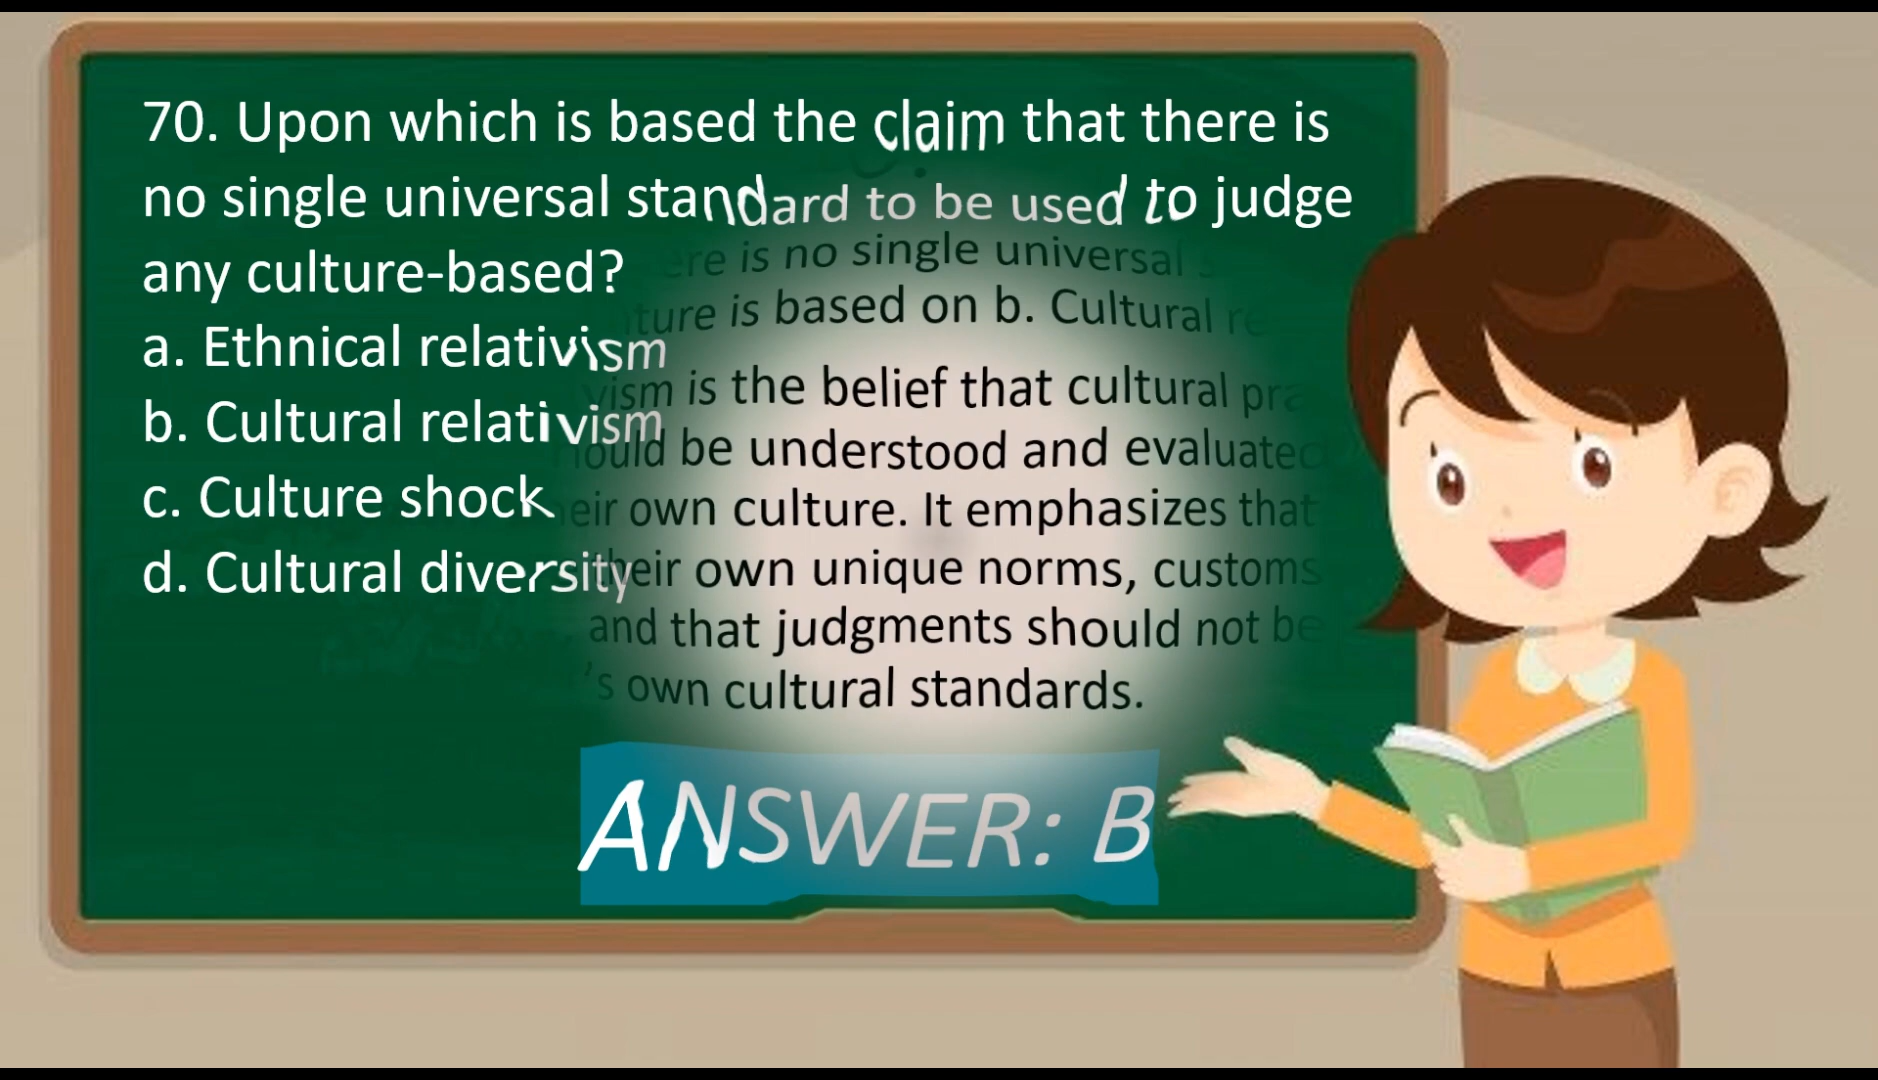 70. Upon which is based the claim that there is
no single universal standard to be used to judge
any culture-based?
a. Ethnical relativism
b. Cultural relativism
c. Culture shock
d. Cultural diversity
is no single universal
is based on b. Cultural
is the belief that cultural
be understood and evaluated
own culture. It emphasizes that
their own unique norms, customs
and that judgments should not be
own cultural standards.
ANSWER: B